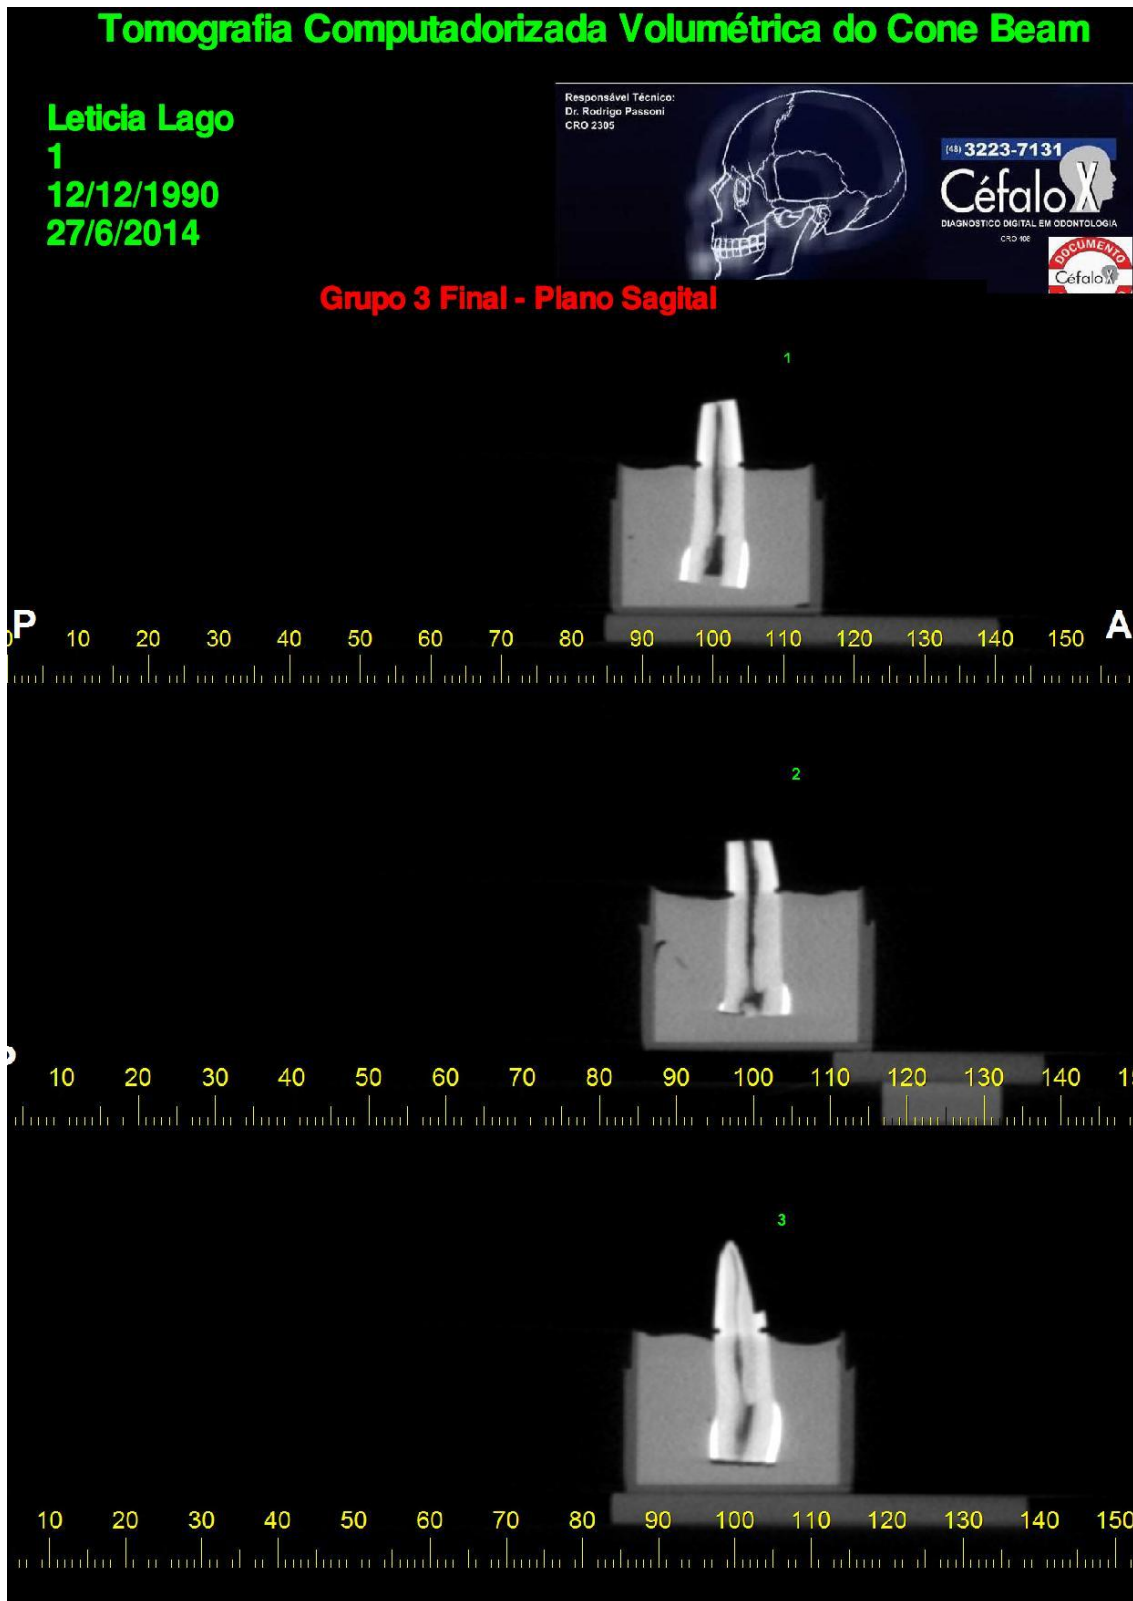 Tomografia Computadorizada Volumétrica do Cone Beam
Leticia Lago
1
12/12/1990
27/6/2014
Responsável Técnico:
Dr. Rodrigo Passoni
CRO 2305
(48) 3223-7131
Céfalo X
DIAGNOSTICO DIGITAL EM ODONTOLOGIA
CRO 108
DOCUMENTO
Céfalo X
Grupo 3 Final - Plano Sagital
1
P A
0 10 20 30 40 50 60 70 80 90 100 110 120 130 140 150
2
10 20 30 40 50 60 70 80 90 100 110 120 130 140
3
10 20 30 40 50 60 70 80 90 100 110 120 130 140 150